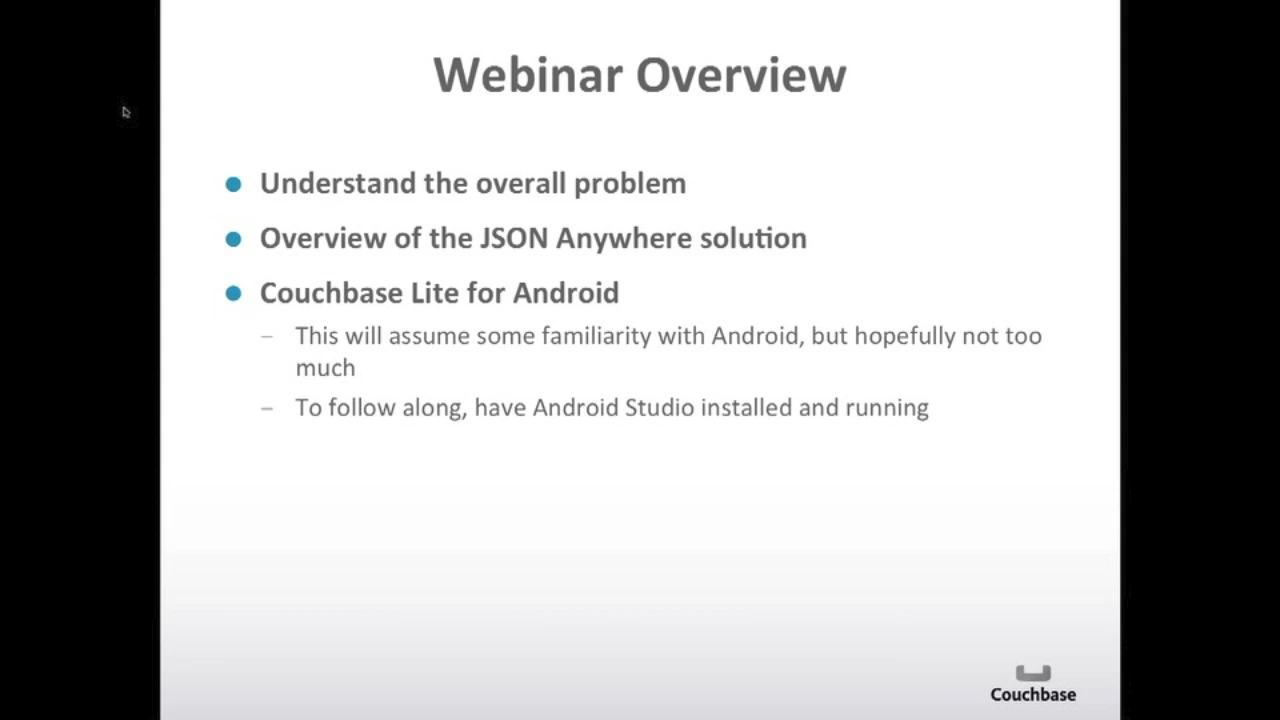 Webinar Overview
Understand the overall problem
Overview of the JSON Anywhere solution
Couchbase Lite for Android
– This will assume some familiarity with Android, but hopefully not too
much
– To follow along, have Android Studio installed and running
Couchbase